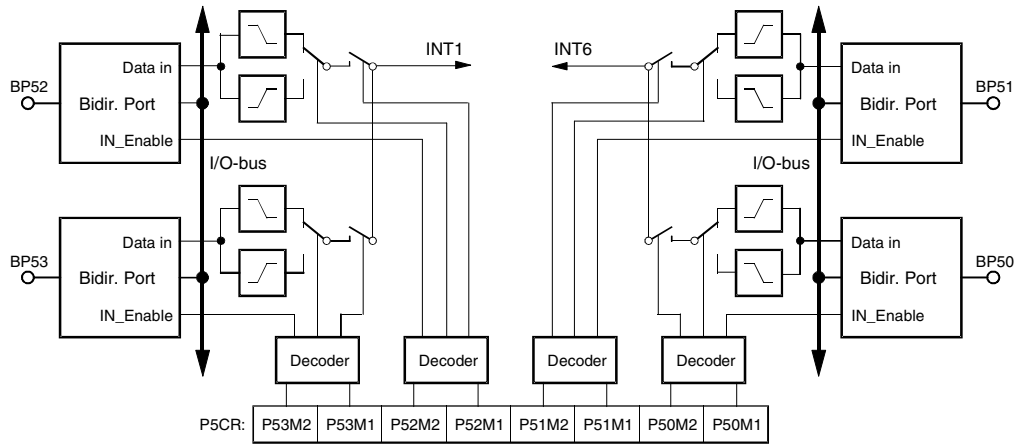 INT1 INT6
Data in Data in
BP52 Bidir. Port Bidir. Port BP51
IN_Enable IN_Enable
I/O-bus I/O-bus
Data in Data in
BP53 Bidir. Port Bidir. Port BP50
IN_Enable IN_Enable
Decoder Decoder Decoder Decoder
P5CR: P53M2 P53M1 P52M2 P52M1 P51M2 P51M1 P50M2 P50M1